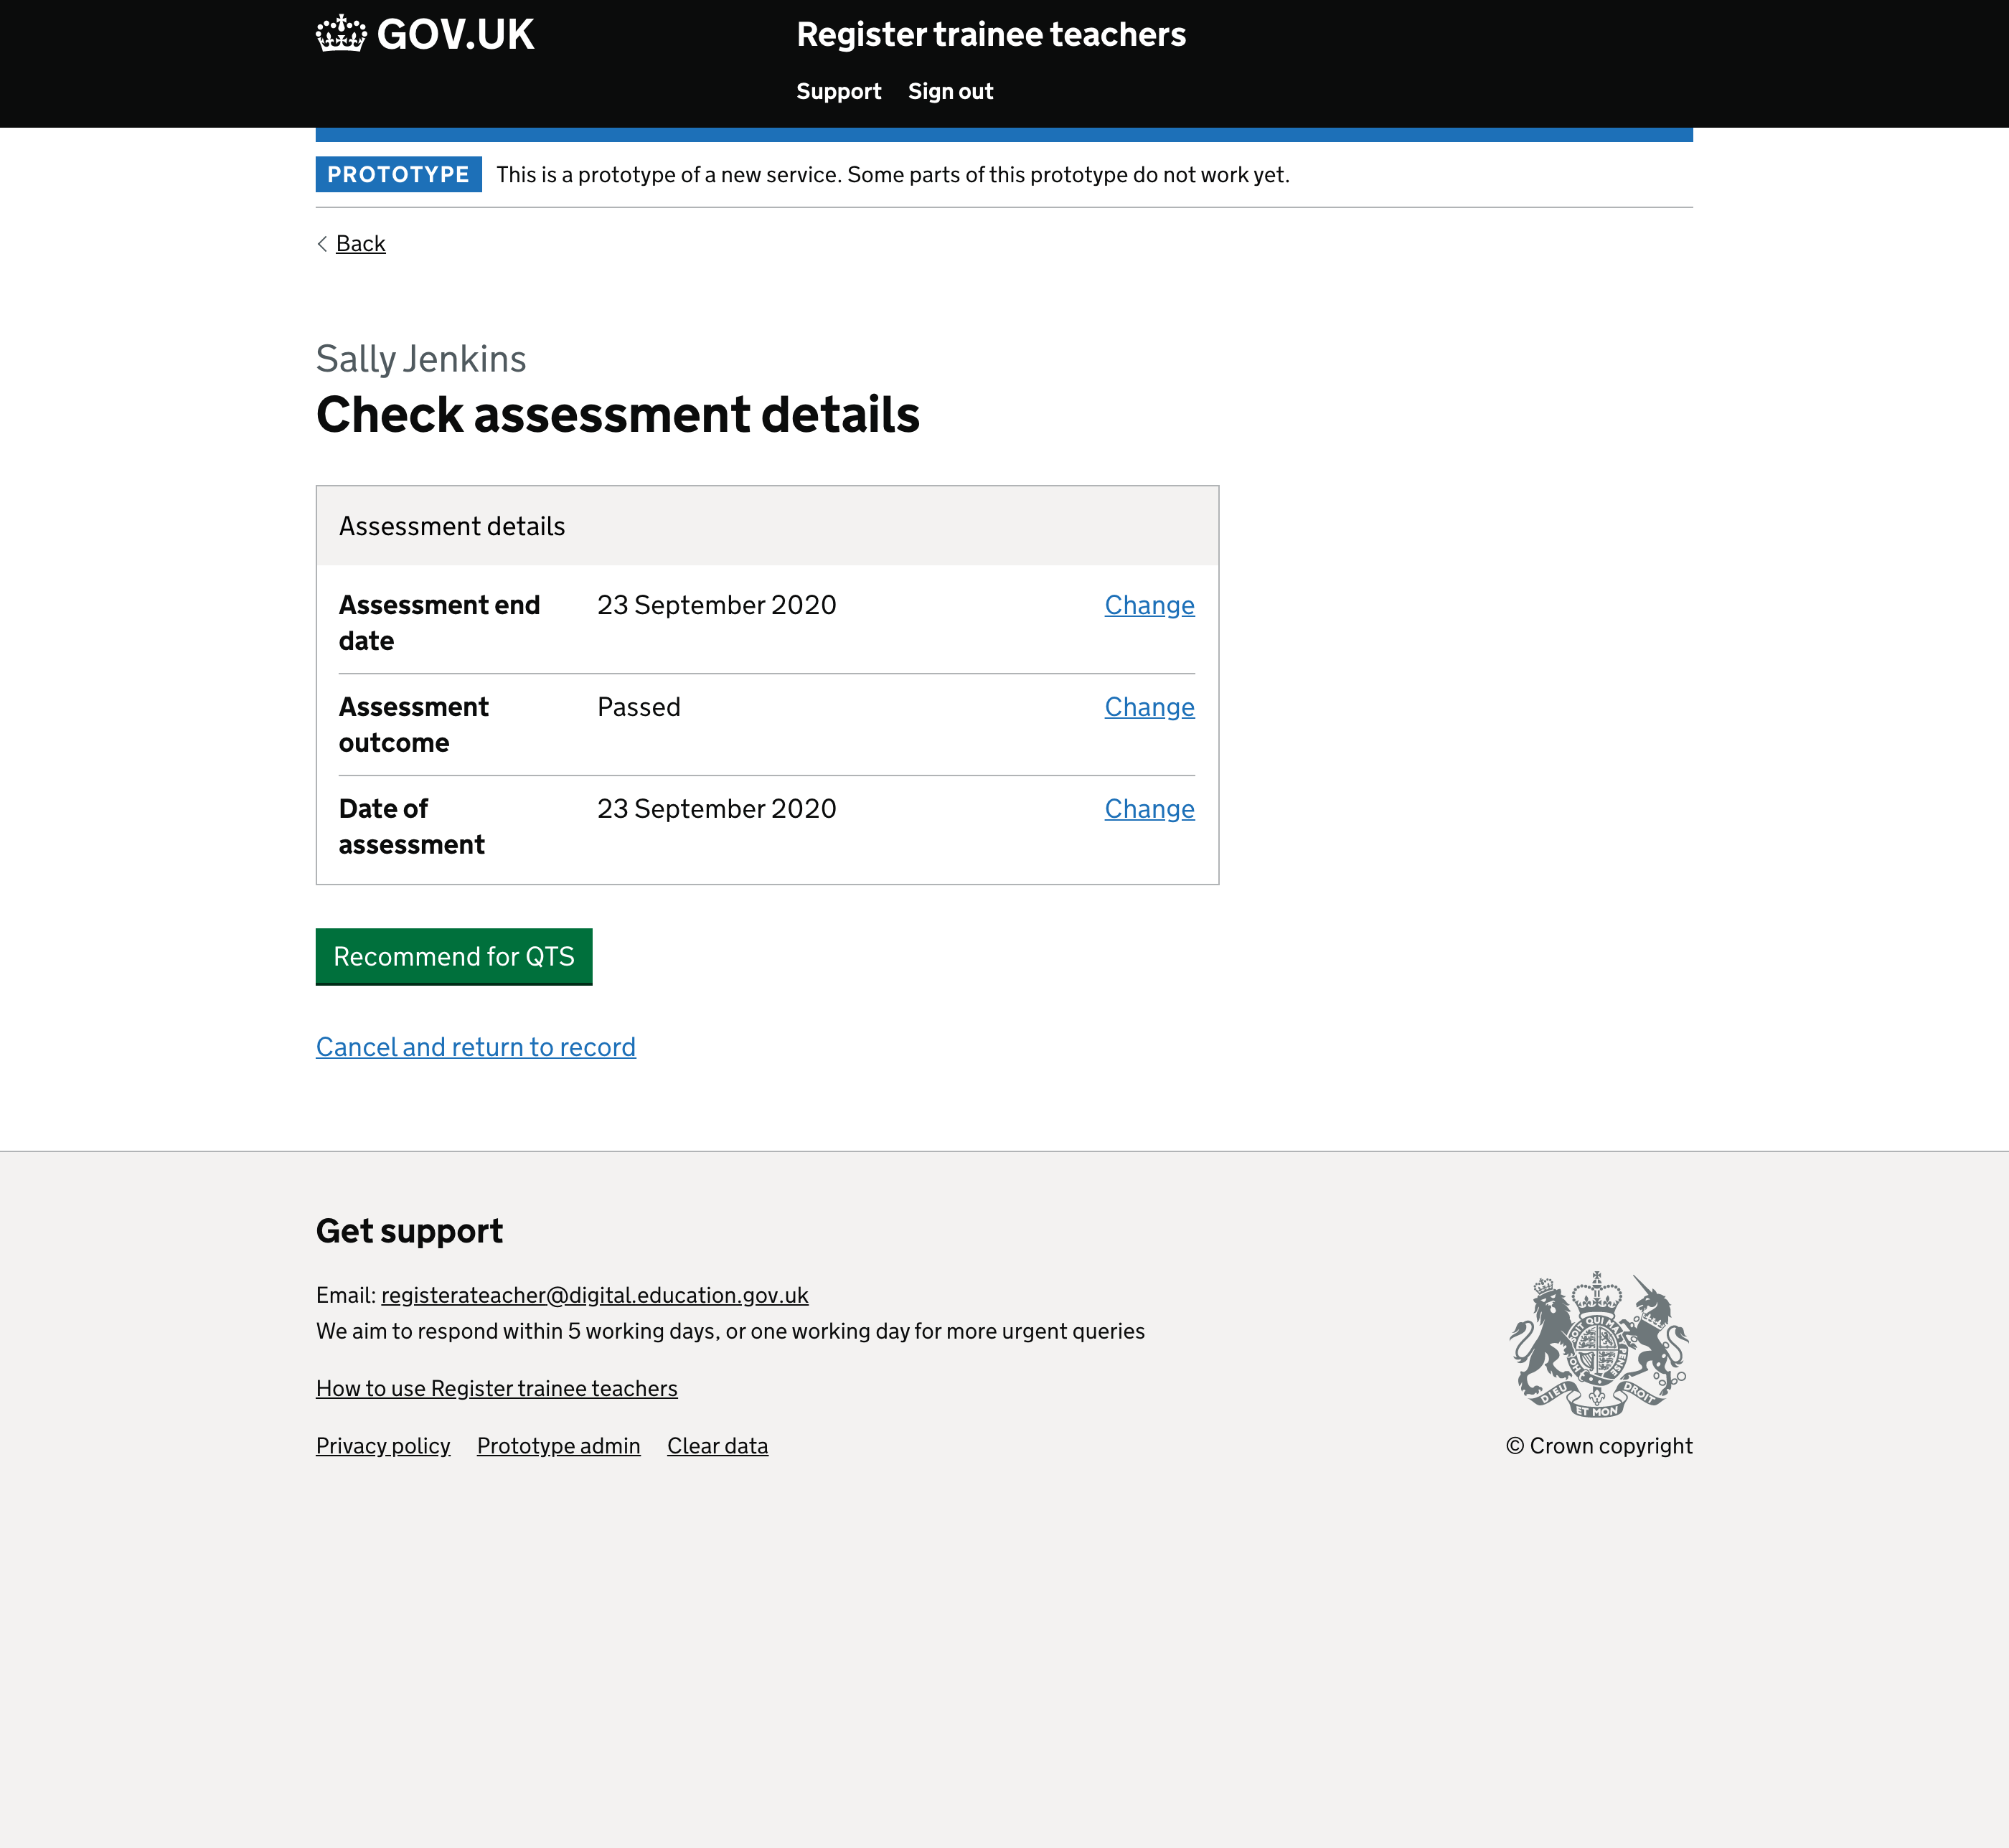 GOV.UK
Register trainee teachers
Support Sign out
PROTOTYPE This is a prototype of a new service. Some parts of this prototype do not work yet.
Back
Sally Jenkins
Check assessment details
Assessment details
Assessment end date
23 September 2020
Change
Assessment outcome
Passed
Change
Date of assessment
23 September 2020
Change
Recommend for QTS
Cancel and return to record
Get support
Email: registerateacher@digital.education.gov.uk
We aim to respond within 5 working days, or one working day for more urgent queries
How to use Register trainee teachers
Privacy policy Prototype admin Clear data
DIEU ET MON DROIT
© Crown copyright